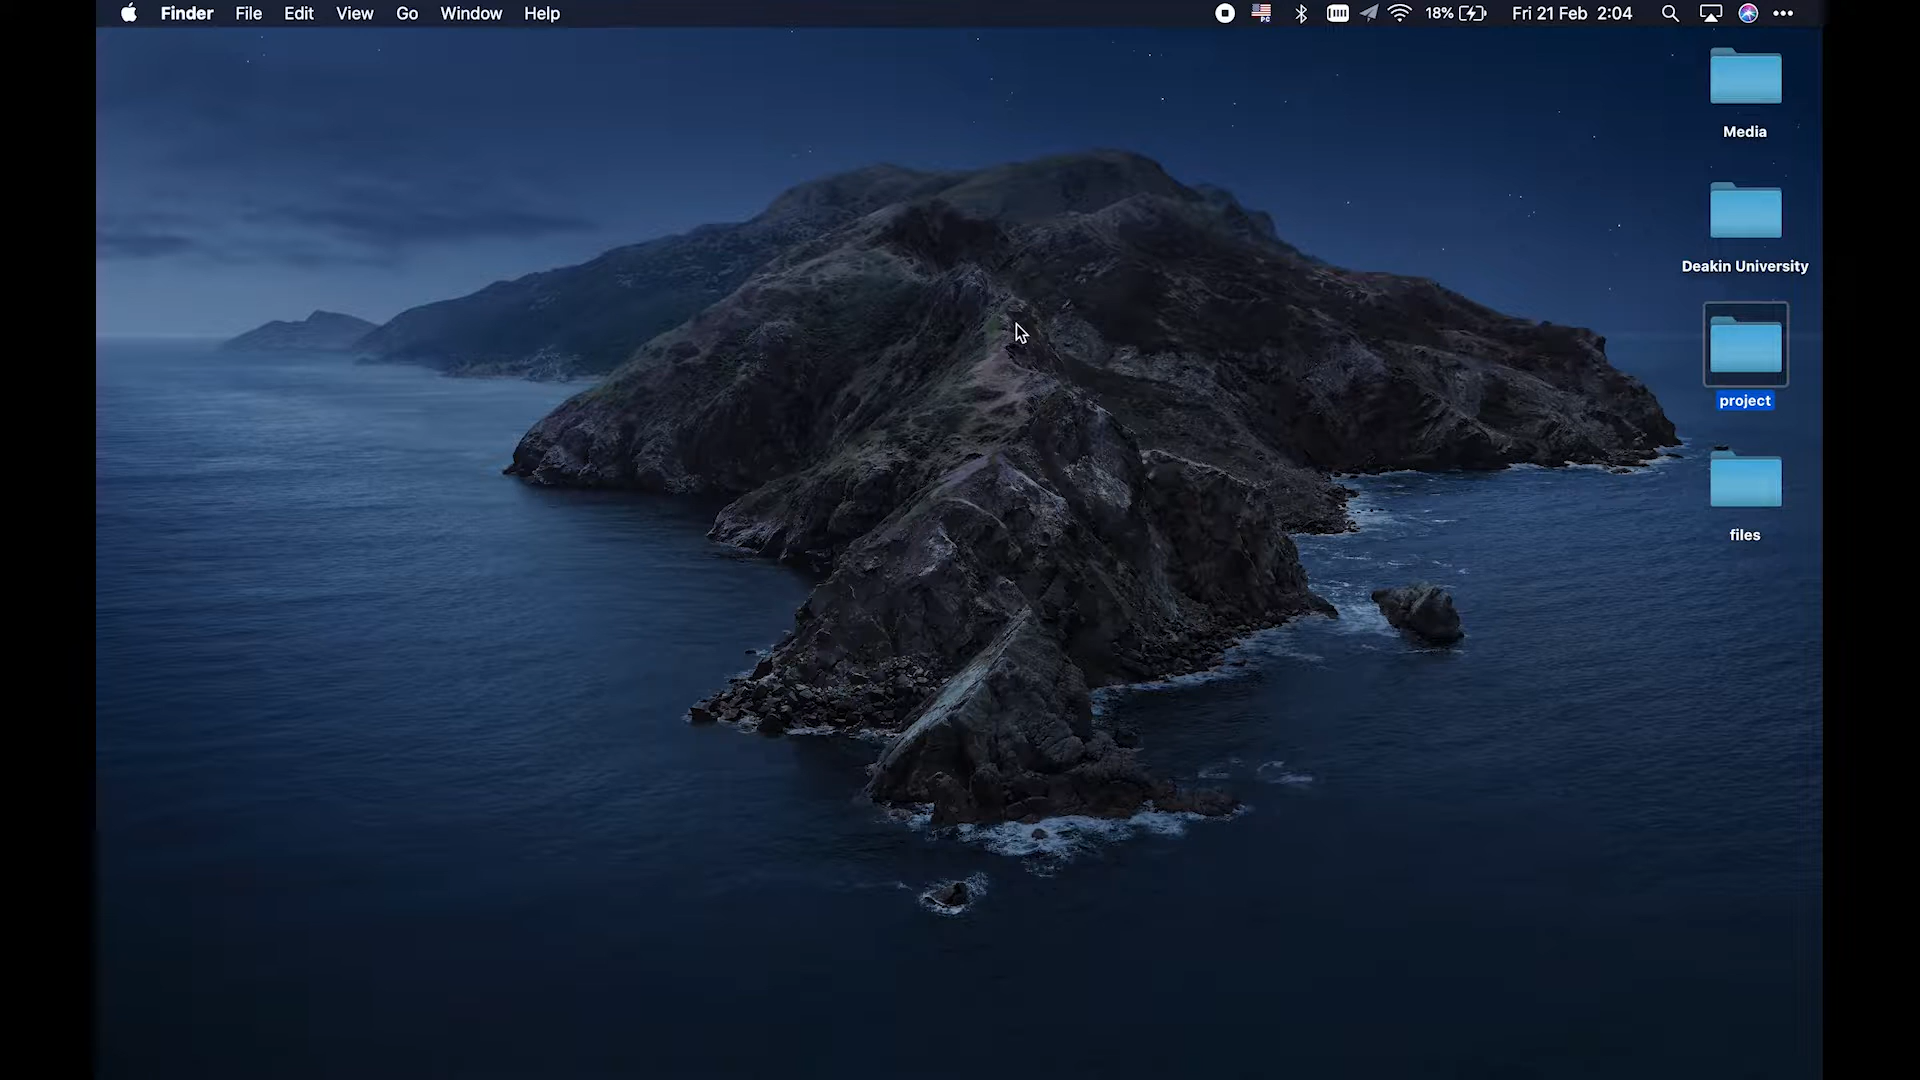 Finder File Edit View Go Window Help 18% Fri 21 Feb 2:04
Media
Deakin University
project
files